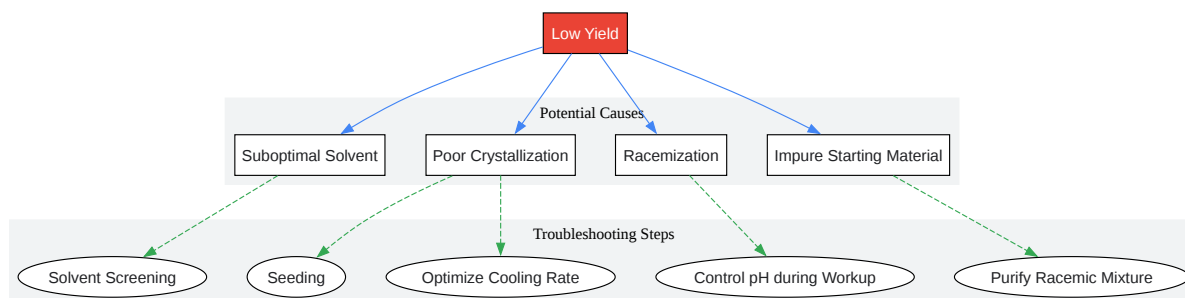 Low Yield
Potential Causes
Suboptimal Solvent
Poor Crystallization
Racemization
Impure Starting Material
Troubleshooting Steps
Solvent Screening
Seeding
Optimize Cooling Rate
Control pH during Workup
Purify Racemic Mixture